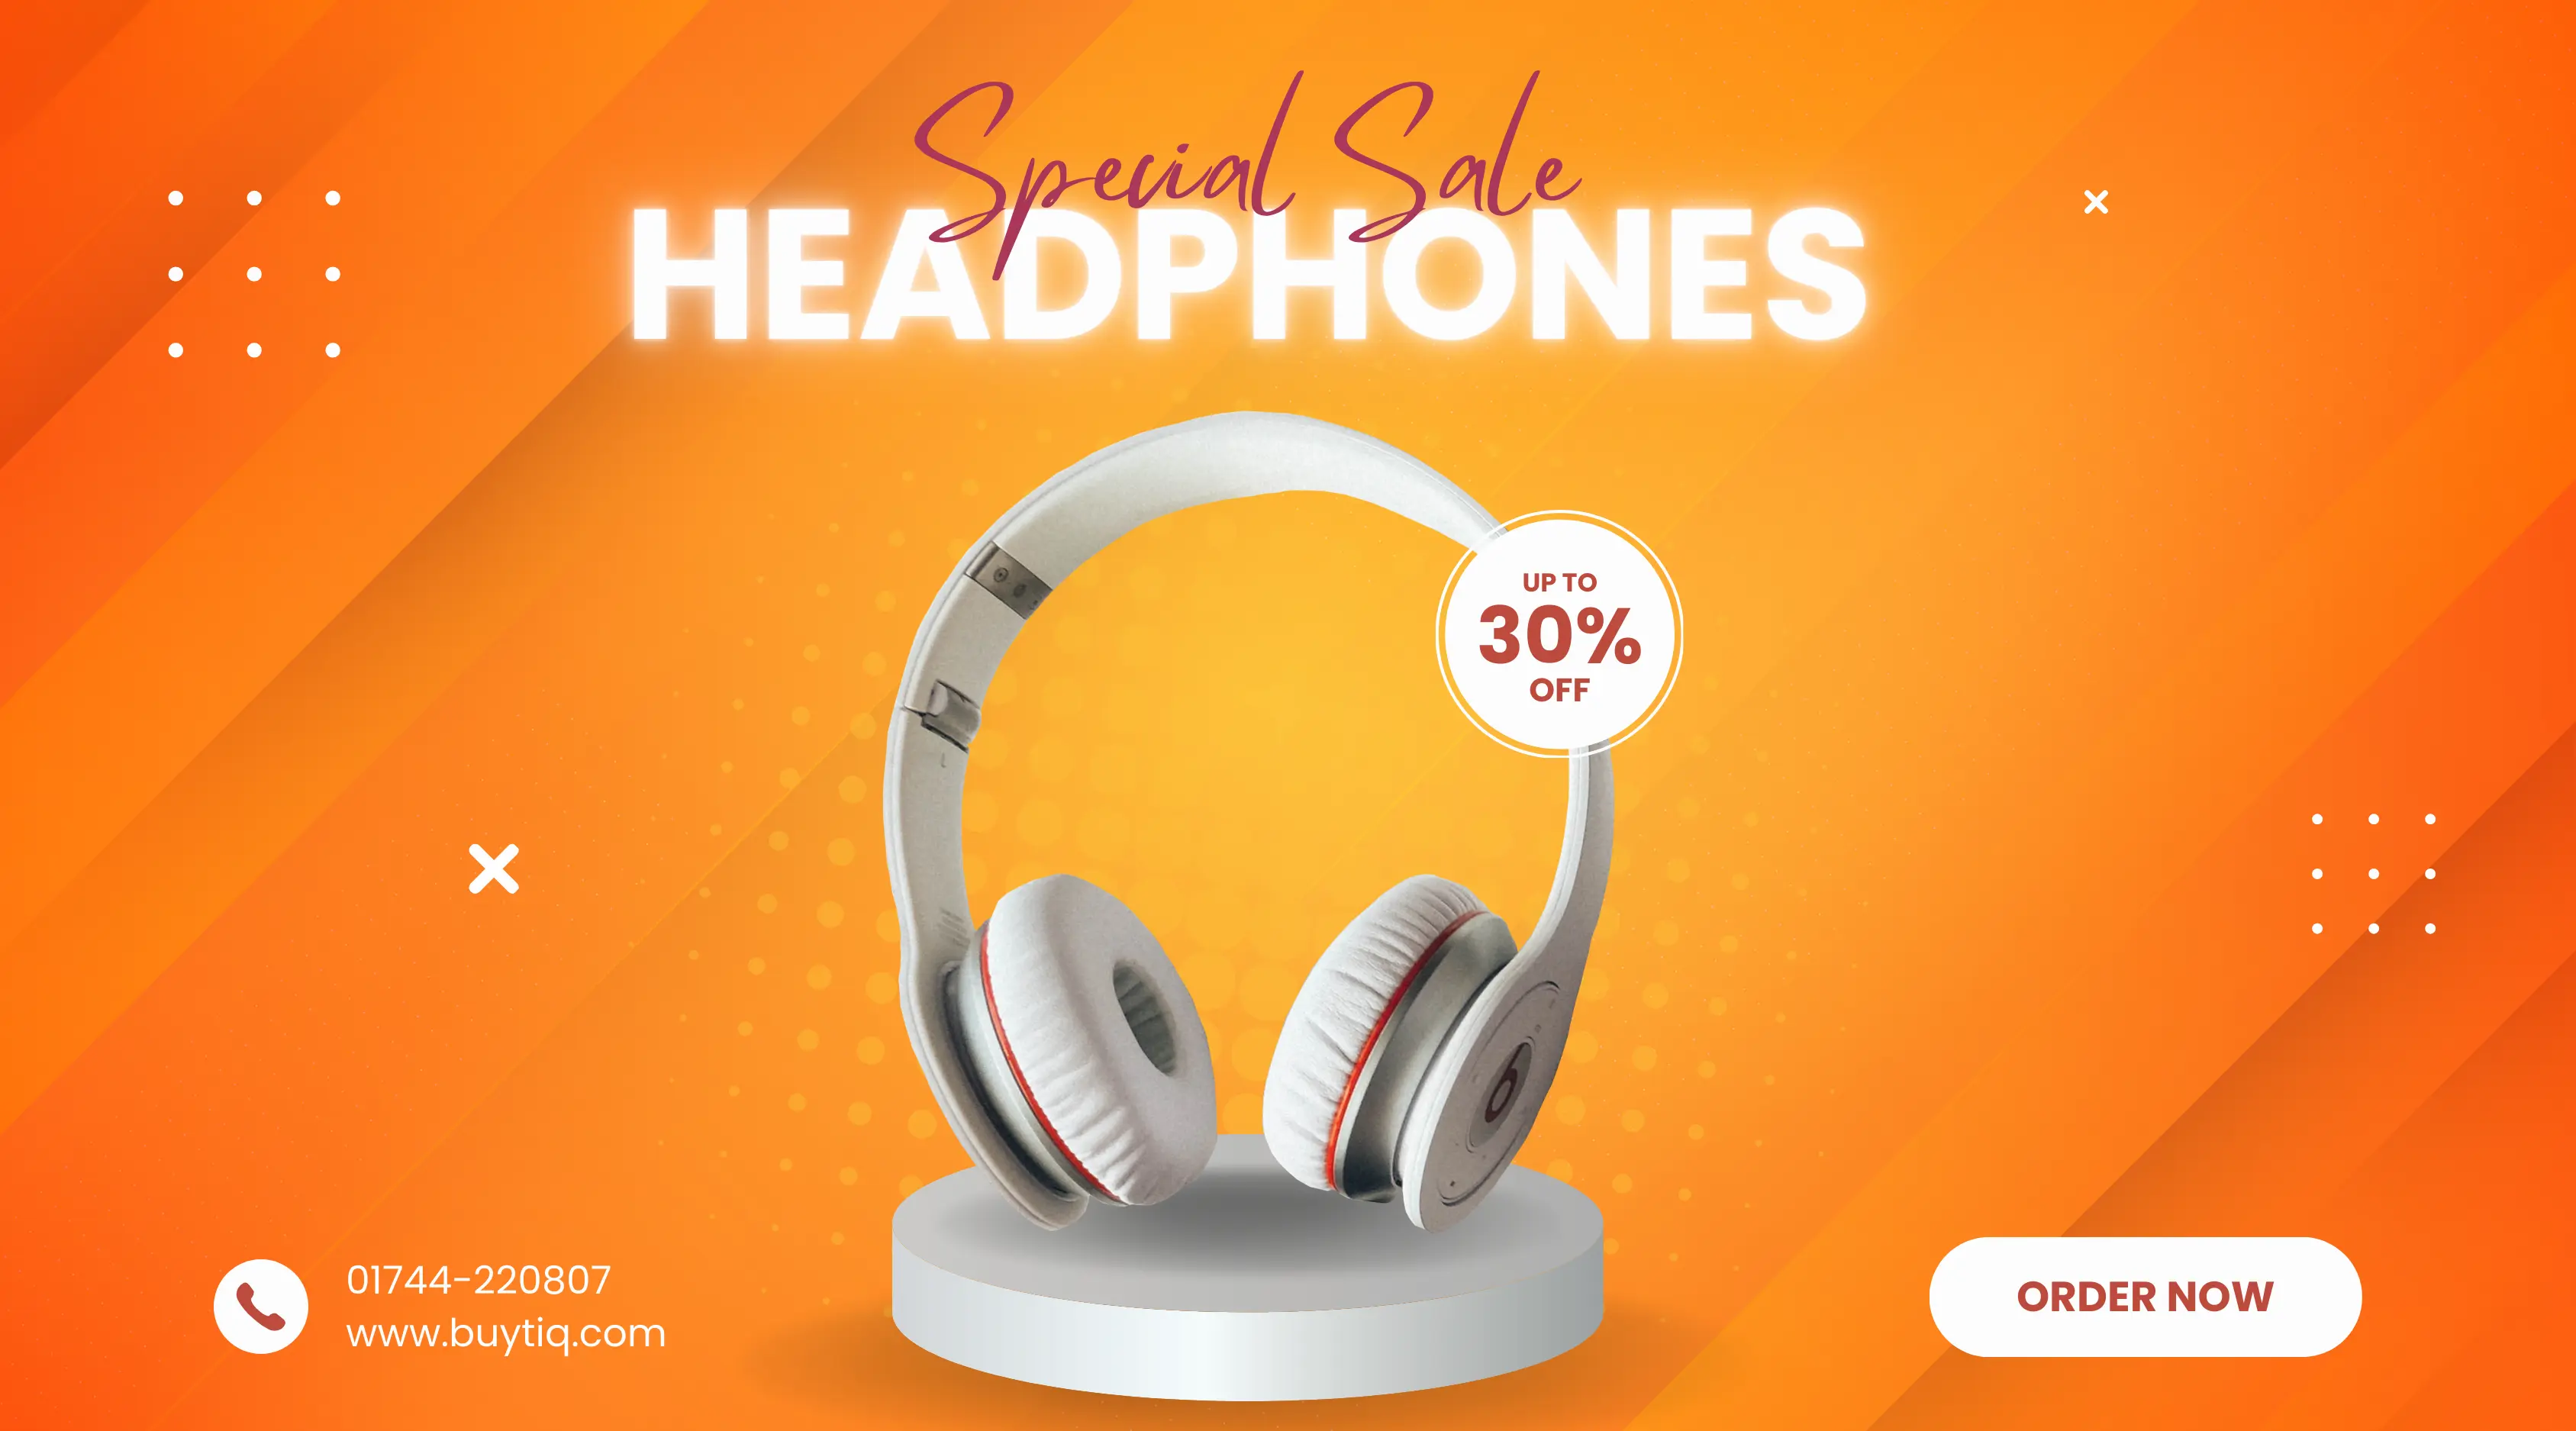 Special Sale
HEADPHONES
UP TO
30%
OFF
L
b
01744-220807
www.buytiq.com
ORDER NOW